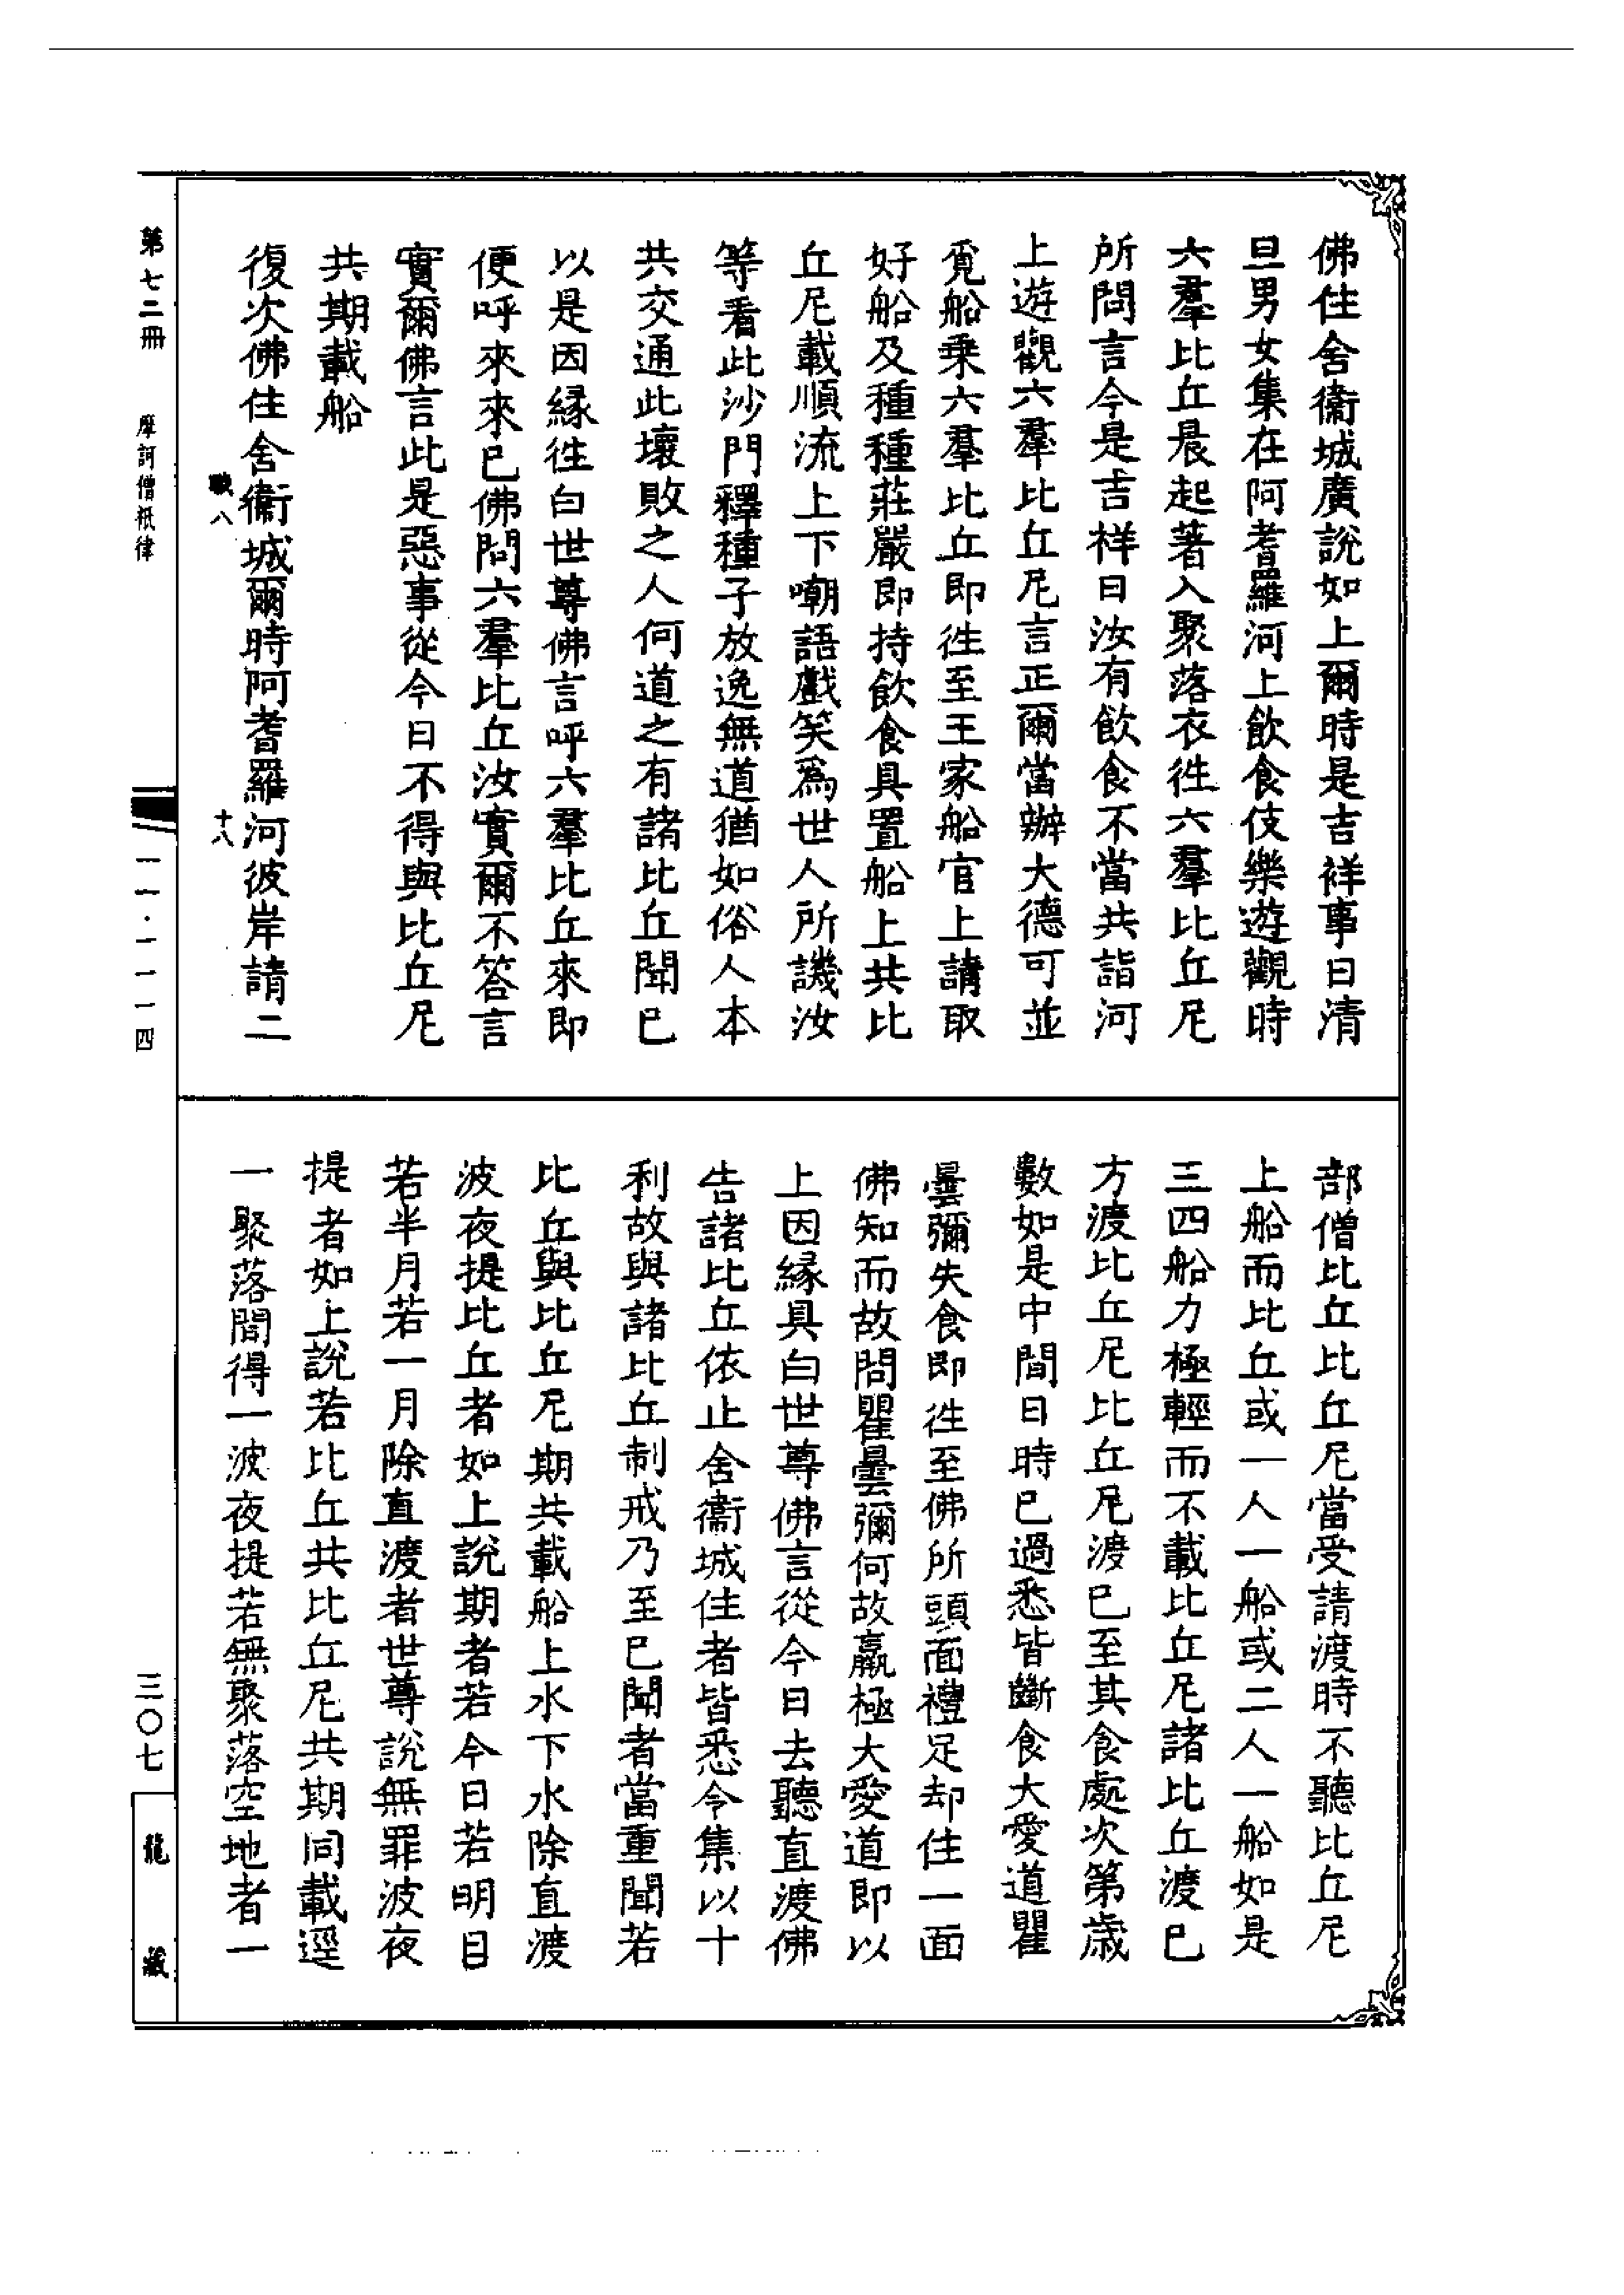 佛住舍衞城廣說如上爾時是吉祥事日清
旦男女集在阿耆羅河上飲食伎樂遊觀時
六羣比丘晨起著入聚落衣徃六羣比丘尼
所問言今是吉祥日汝有飲食不當共詣河
上遊觀六羣比丘尼言正爾當辦大德可並
覓船乗六羣比丘即徃至王家船官上請取
好船及種種莊嚴即持飲食具置船上共比
丘尼載順流上下嘲語戲笑爲世人所譏汝
等看此沙門釋種子放逸無道猶如俗人本
共交通此壞敗之人何道之有諸比丘聞已
以是因縁徃白世尊佛言呼六羣比丘來即
便呼來來已佛問六羣比丘汝實爾不答言
實爾佛言此是惡事從今日不得與比丘尼
共期載船
復次佛住舍衞城爾時阿耆羅河彼岸請二
部僧比丘比丘尼當受請渡時不聽比丘尼
上船而比丘或一人一船或二人一船如是
三四船力極輕而不載比丘尼諸比丘渡已
方渡比丘尼比丘尼渡已至其食處次第歳
數如是中間日時已過悉皆斷食大愛道瞿
曇彌失食即徃至佛所頭面禮足却住一面
佛知而故問瞿曇彌何故羸極大愛道即以
上因縁具白世尊佛言從今日去聽直渡佛
告諸比丘依止舍衞城住者皆悉令集以十
利故與諸比丘制戒乃至已聞者當重聞若
比丘與比丘尼期共載船上水下水除直渡
波夜提比丘者如上說期者若今日若明日
若半月若一月除直渡者世尊說無罪波夜
提者如上說若比丘共比丘尼共期同載逕
一聚落間得一波夜提若無聚落空地者一
第七二冊
摩訶僧祇律
八
十八
一一·一一一四
三〇七
龍藏